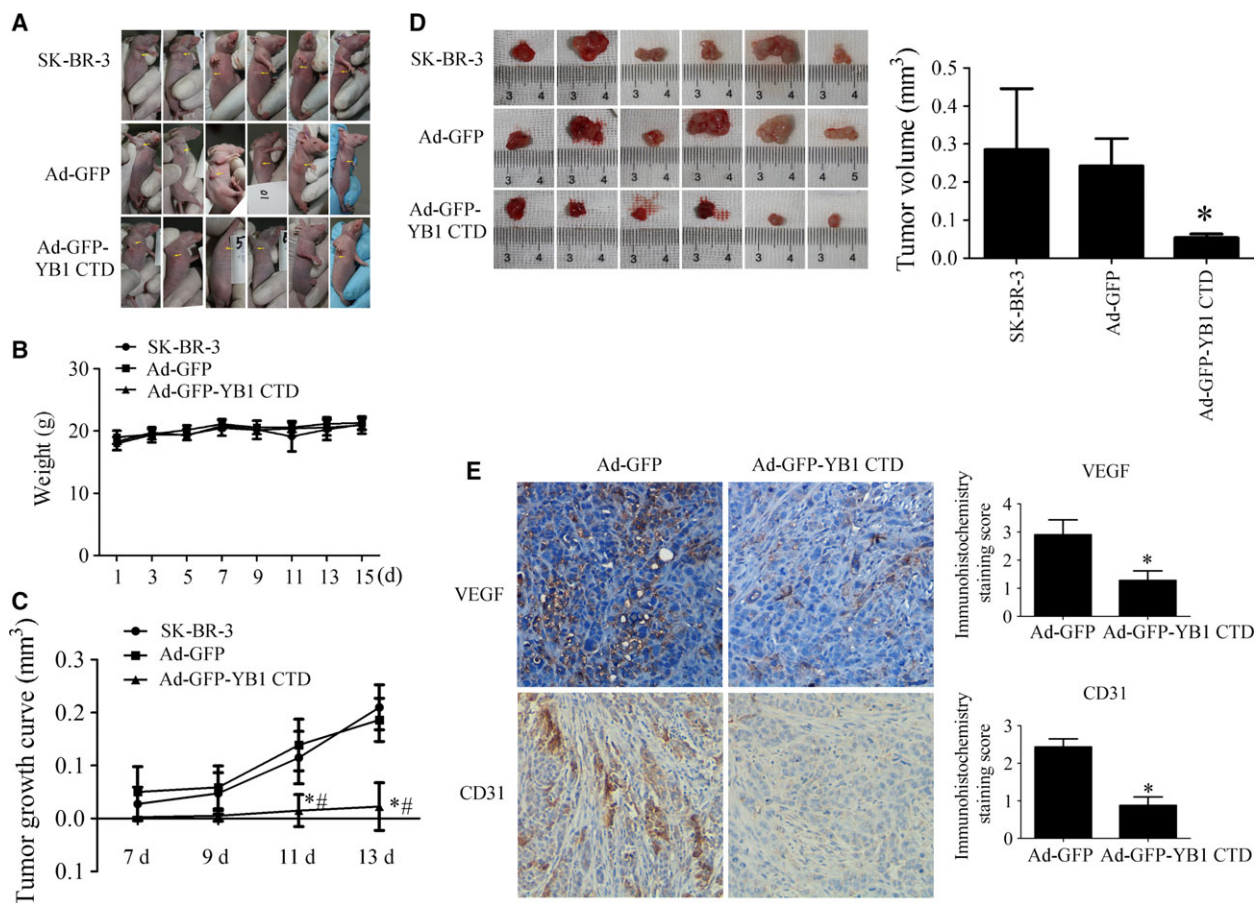 A
SK-BR-3
Ad-GFP
10
Ad-GFP-
YB1 CTD
5
B
SK-BR-3
Ad-GFP
Ad-GFP-YB1 CTD
Weight (g)
30
20
10
0
1 3 5 7 9 11 13 15 (d)
C
SK-BR-3
Ad-GFP
Ad-GFP-YB1 CTD
Tumor growth curve (mm³)
0.3
0.2
0.1
0.0
0.1
*# *#
7 d 9 d 11 d 13 d
D
SK-BR-3
3 4 3 4 3 4 3 4 3 4 3 4
Ad-GFP
3 4 3 4 3 4 3 4 3 4 4 5
Ad-GFP-
YB1 CTD
3 4 3 4 3 4 3 4 3 4 3 4
Tumor volume (mm³)
0.5
0.4
0.3
0.2
0.1
0.0
*
SK-BR-3
Ad-GFP
Ad-GFP-YB1 CTD
E
Ad-GFP Ad-GFP-YB1 CTD
VEGF
CD31
VEGF
Immunohistochemistry
staining score
4
3
2
1
0
*
Ad-GFP Ad-GFP-YB1 CTD
CD31
Immunohistochemistry
staining score
3
2
1
0
*
Ad-GFP Ad-GFP-YB1 CTD